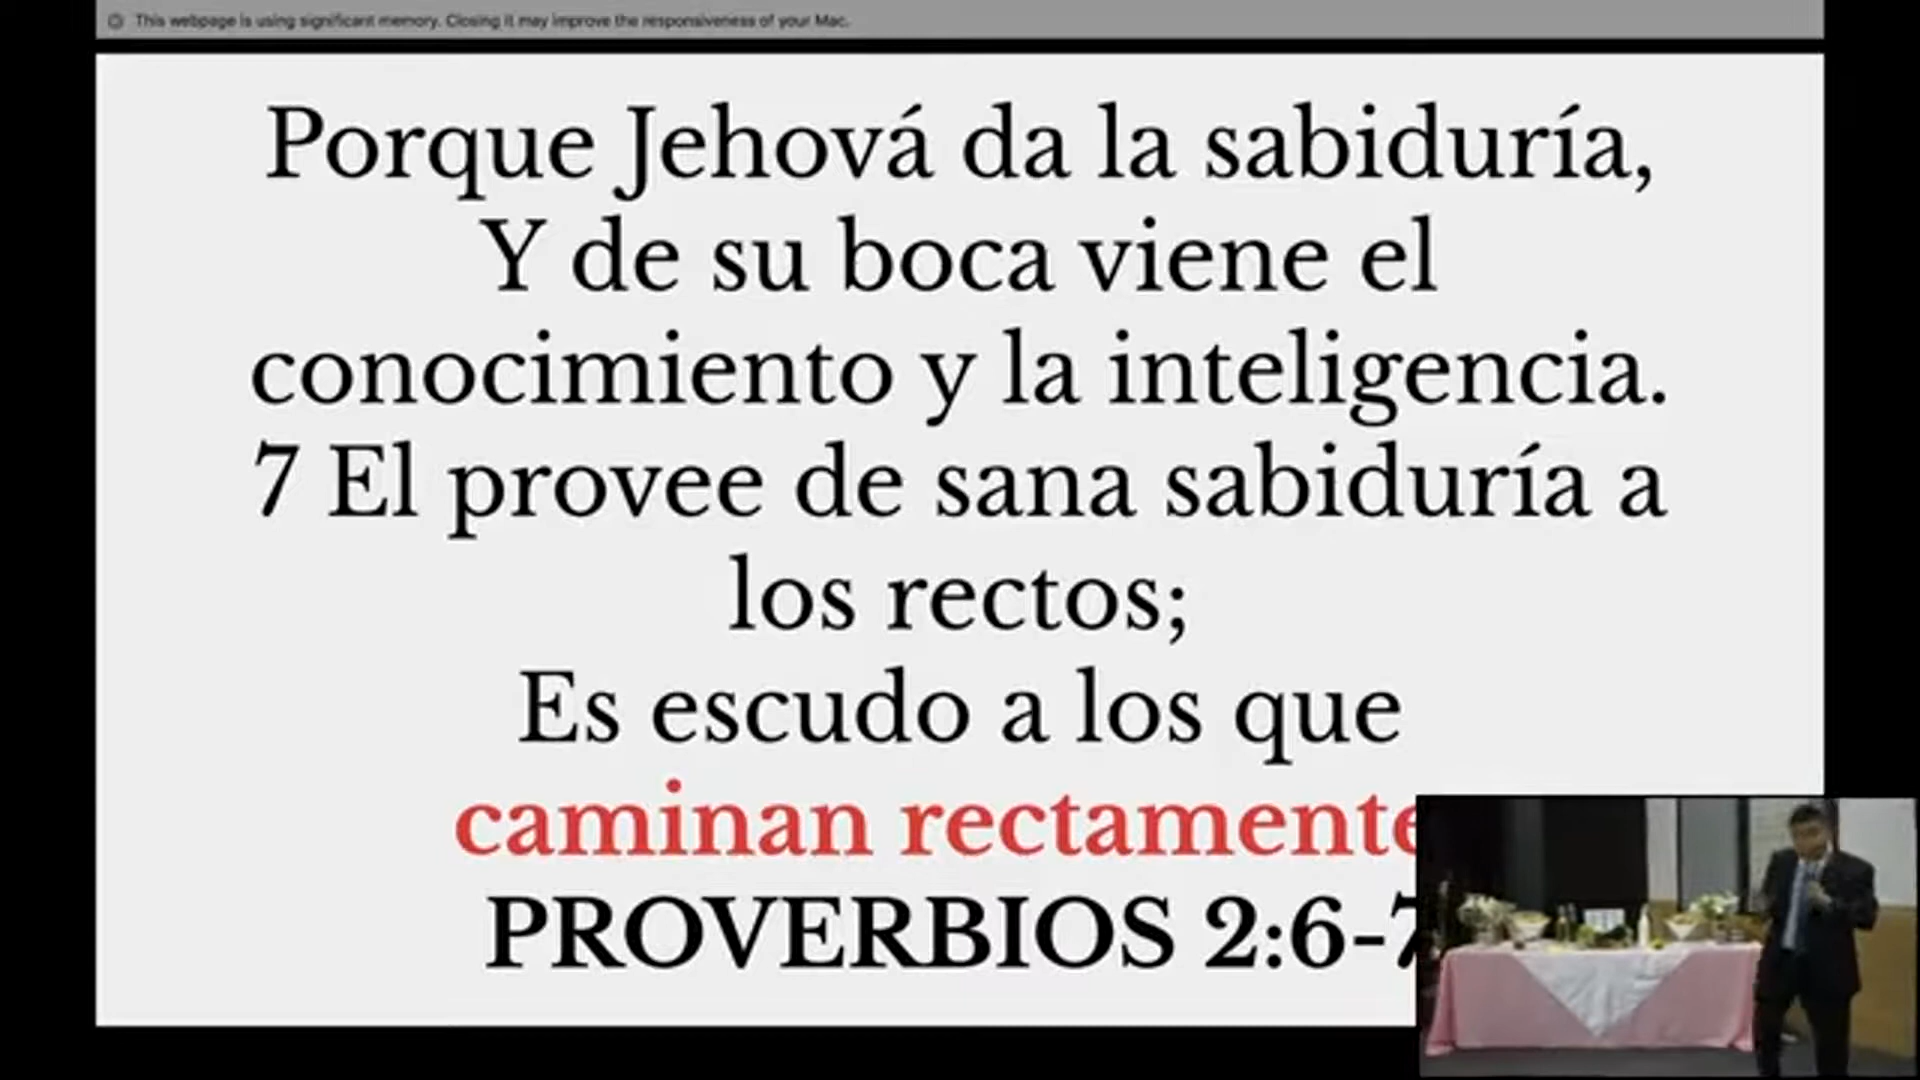 This webpage is using significant memory. Closing it may improve the responsiveness of your Mac.
Porque Jehová da la sabiduría,
Y de su boca viene el
conocimiento y la inteligencia.
7 El provee de sana sabiduría a
los rectos;
Es escudo a los que
caminan rectamente
PROVERBIOS 2:6-7